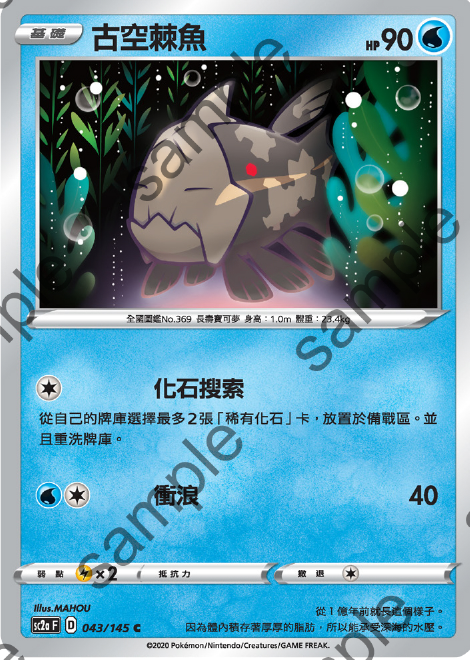 基礎 古空棘魚 HP 90
全國圖鑑No.369 長壽寶可夢 身高：1.0m 體重：23.4kg
化石搜索
從自己的牌庫選擇最多2張「稀有化石」卡，放置於備戰區。並
且重洗牌庫。
衝浪 40
弱點 ×2 抵抗力 撤退
Illus.MAHOU
從1億年前就長這個樣子。
sc2a F D 043/145 C
因為體內積存著厚厚的脂肪，所以能承受深海的水壓。
©2020 Pokémon/Nintendo/Creatures/GAME FREAK.
sample
sample
sample
sample
sample
sample
sample